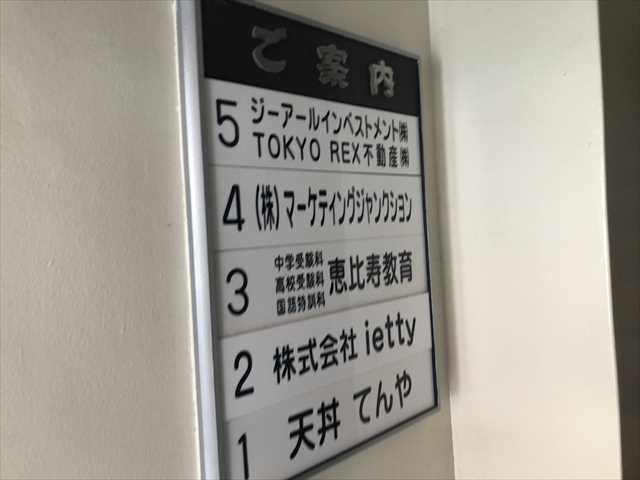 ご案内
5 ジーアールインベストメント㈱
TOKYO REX不動産㈱
4 (株)マーケティングジャンクション
3 中学受験科
高校受験科
国語特訓科
恵比寿教育
2 株式会社 ietty
1 天丼 てんや